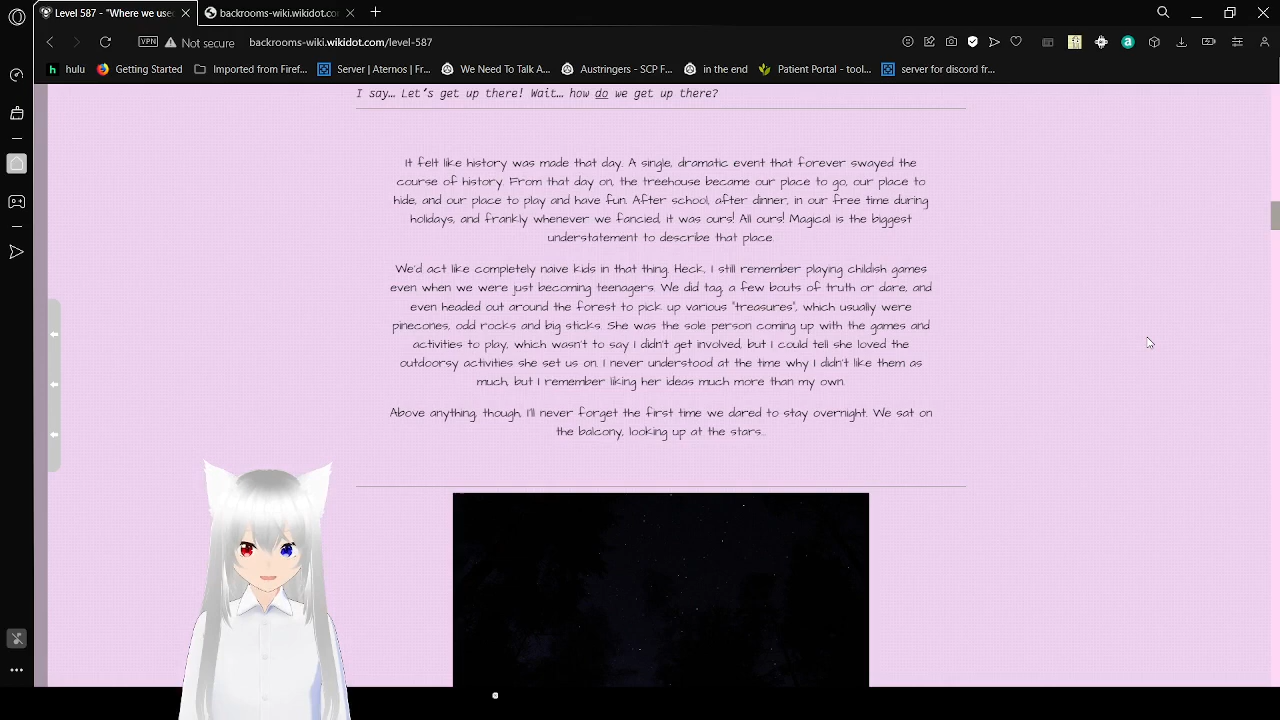 Level 587 - "Where we use
backrooms-wiki.wikidot.co
VPN
Not secure
backrooms-wiki.wikidot.com/level-587
hulu
Getting Started
Imported from Firef...
Server | Aternos | Fr...
We Need To Talk A...
Austringers - SCP F...
in the end
Patient Portal - tool...
server for discord fr...
I say… Let's get up there! Wait… how do we get up there?
It felt like history was made that day. A single, dramatic event that forever swayed the
course of history. From that day on, the treehouse became our place to go, our place to
hide, and our place to play and have fun. After school, after dinner, in our free time during
holidays, and frankly whenever we fancied, it was ours! All ours! Magical is the biggest
understatement to describe that place.
We'd act like completely naive kids in that thing. Heck, I still remember playing childish games
even when we were just becoming teenagers. We did tag, a few bouts of truth or dare, and
even headed out around the forest to pick up various "treasures", which usually were
pinecones, odd rocks and big sticks. She was the sole person coming up with the games and
activities to play, which wasn't to say I didn't get involved, but I could tell she loved the
outdoorsy activities she set us on. I never understood at the time why I didn't like them as
much, but I remember liking her ideas much more than my own.
Above anything, though, I'll never forget the first time we dared to stay overnight. We sat on
the balcony, looking up at the stars…